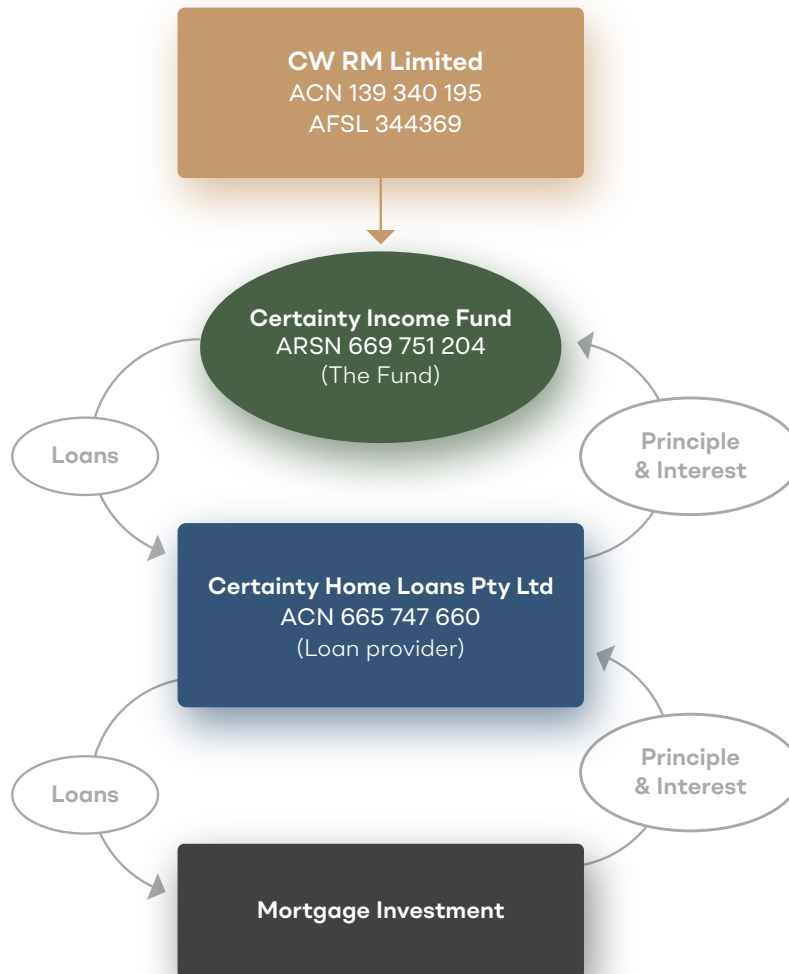 CW RM Limited
ACN 139 340 195
AFSL 344369
Certainty Income Fund
ARSN 669 751 204
(The Fund)
Loans
Principle
& Interest
Certainty Home Loans Pty Ltd
ACN 665 747 660
(Loan provider)
Loans
Principle
& Interest
Mortgage Investment